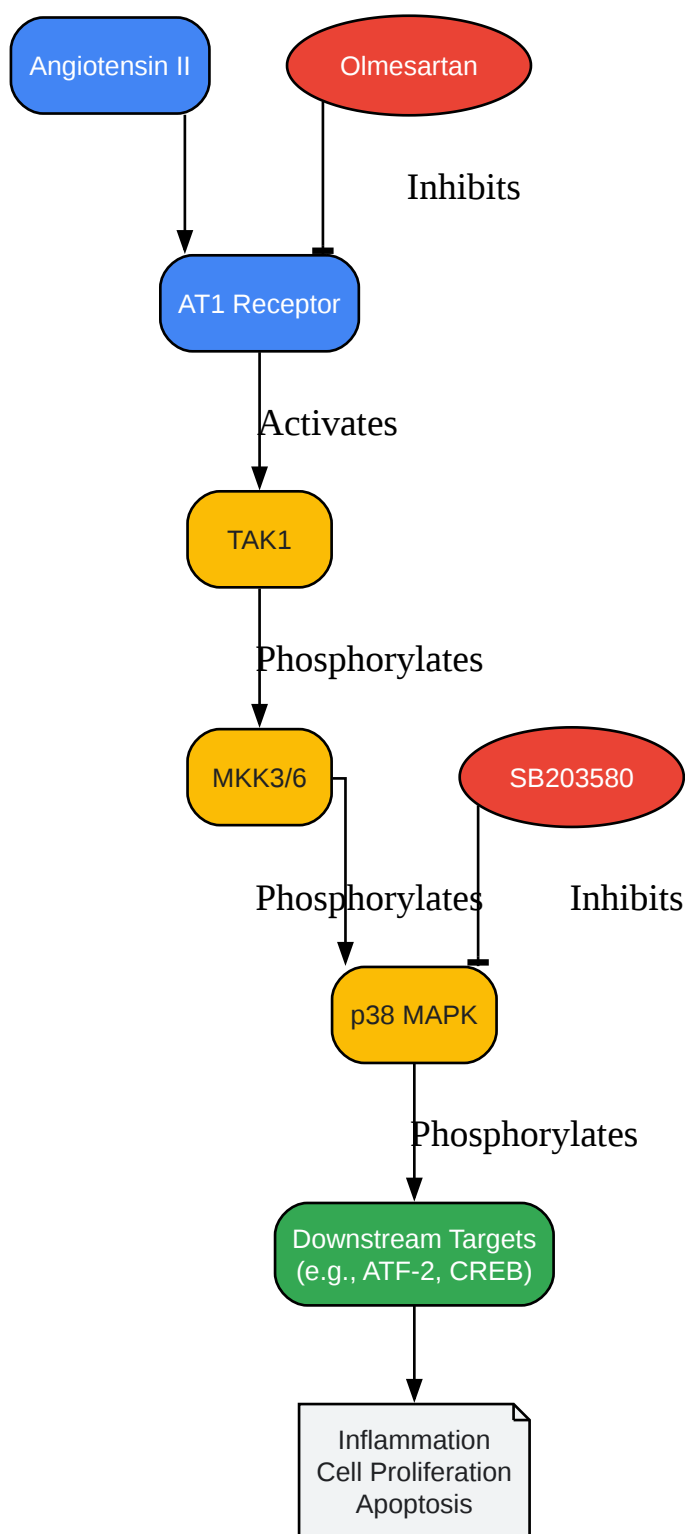 Angiotensin II
Olmesartan
Inhibits
AT1 Receptor
Activates
TAK1
Phosphorylates
MKK3/6
SB203580
Phosphorylates
Inhibits
p38 MAPK
Phosphorylates
Downstream Targets
(e.g., ATF-2, CREB)
Inflammation
Cell Proliferation
Apoptosis